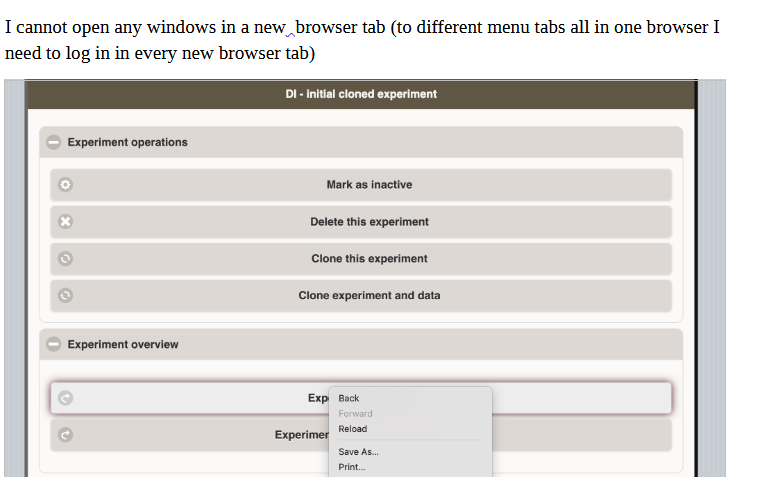 I cannot open any windows in a new browser tab (to different menu tabs all in one browser I
need to log in in every new browser tab)
DI - Initial cloned experiment
Experiment operations
Mark as inactive
Delete this experiment
Clone this experiment
Clone experiment and data
Experiment overview
Exp
Back
Forward
Reload
Experimer
Save As...
Print...